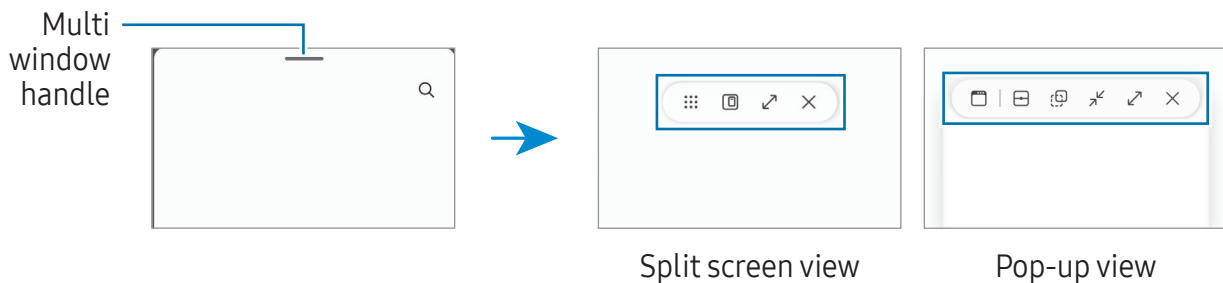 Multi
window
handle
Split screen view
Pop-up view